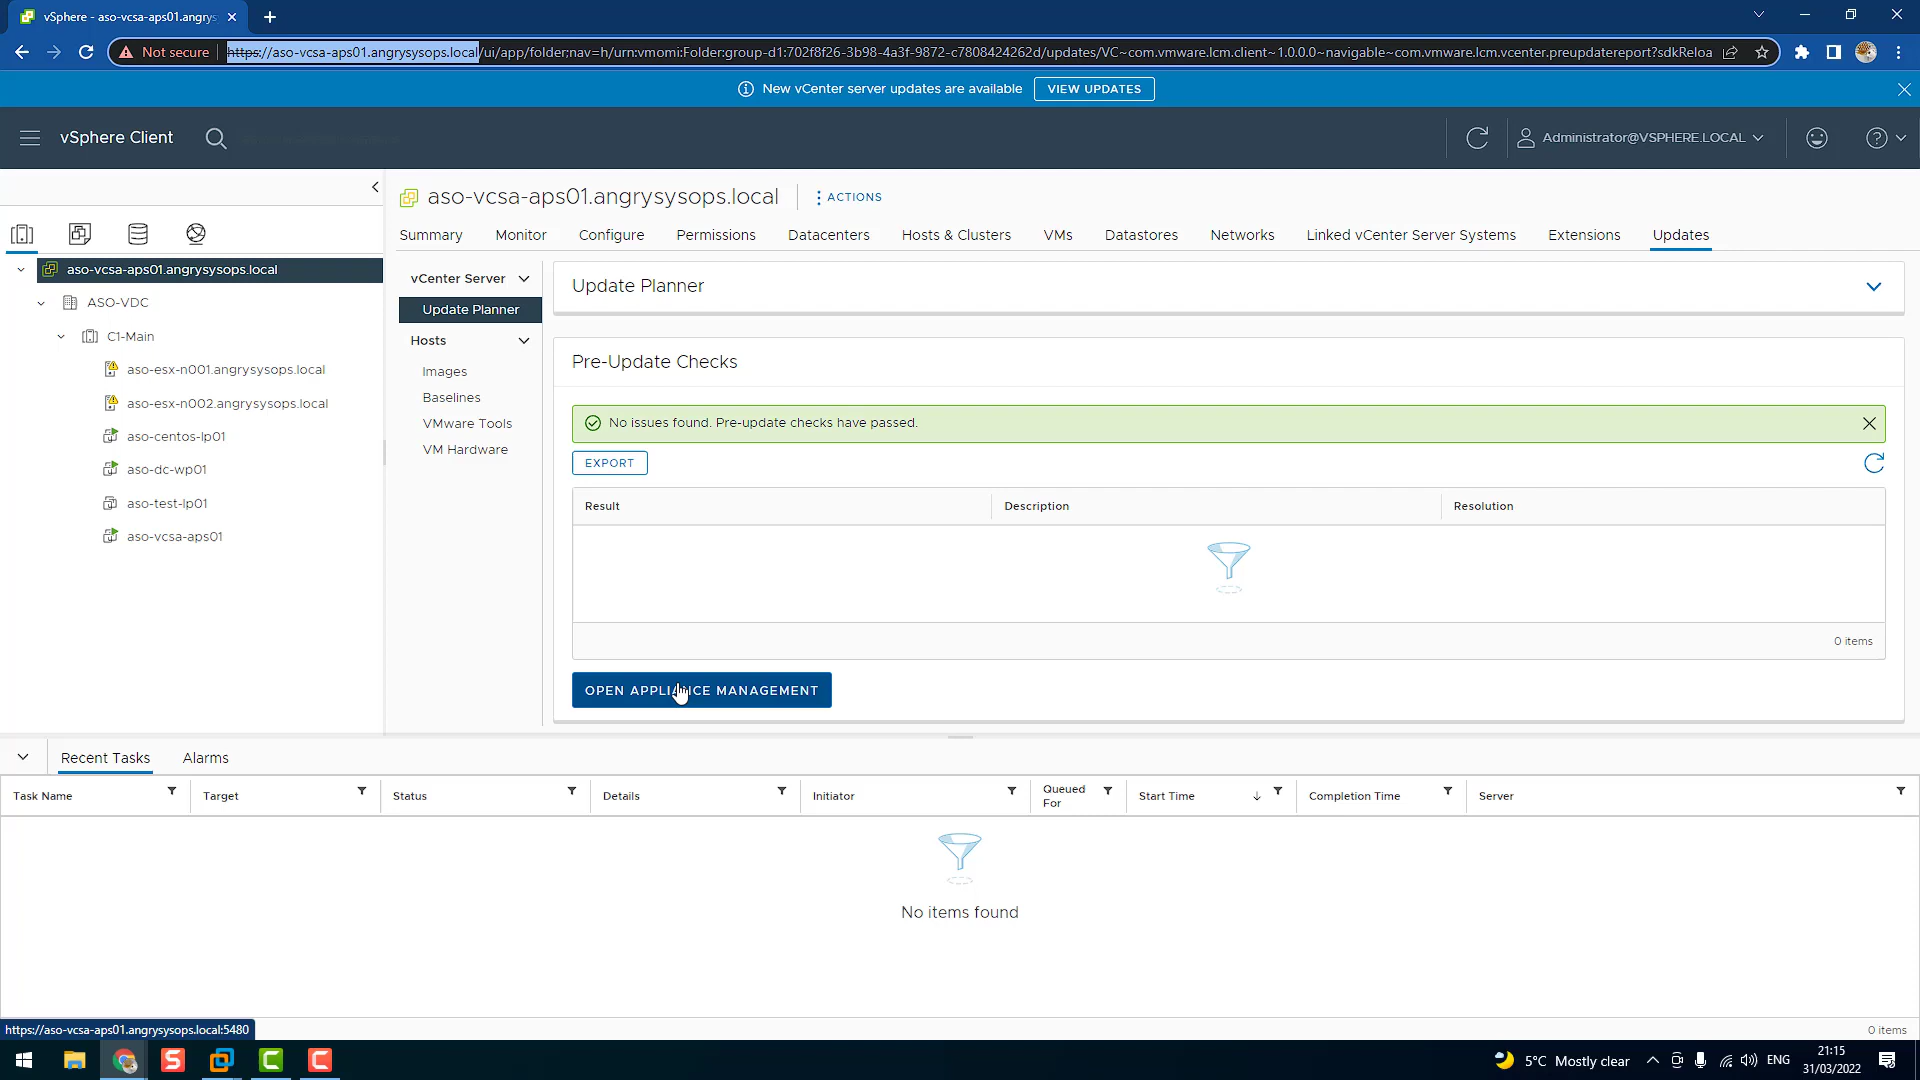 vSphere - aso-vcsa-aps01.angrys
Not secure
https://aso-vcsa-aps01.angrysysops.local/ui/app/folder;nav=h/urn:vmomi:Folder:group-d1:702f8f26-3b98-4a3f-9872-c7808424262d/updates/VC~com.vmware.lcm.client~1.0.0.0~navigable~com.vmware.lcm.vcenter.preupdatereport?sdkReloa
New vCenter server updates are available
VIEW UPDATES
vSphere Client
Administrator@VSPHERE.LOCAL
aso-vcsa-aps01.angrysysops.local
ACTIONS
Summary Monitor Configure Permissions Datacenters Hosts & Clusters VMs Datastores Networks Linked vCenter Server Systems Extensions Updates
aso-vcsa-aps01.angrysysops.local
ASO-VDC
C1-Main
aso-esx-n001.angrysysops.local
aso-esx-n002.angrysysops.local
aso-centos-lp01
aso-dc-wp01
aso-test-lp01
aso-vcsa-aps01
vCenter Server
Update Planner
Hosts
Images
Baselines
VMware Tools
VM Hardware
Update Planner
Pre-Update Checks
No issues found. Pre-update checks have passed.
EXPORT
Result Description Resolution
0 items
OPEN APPLIANCE MANAGEMENT
Recent Tasks Alarms
Task Name Target Status Details Initiator Queued For Start Time Completion Time Server
No items found
https://aso-vcsa-aps01.angrysysops.local:5480
0 items
5°C Mostly clear
ENG
21:15
31/03/2022